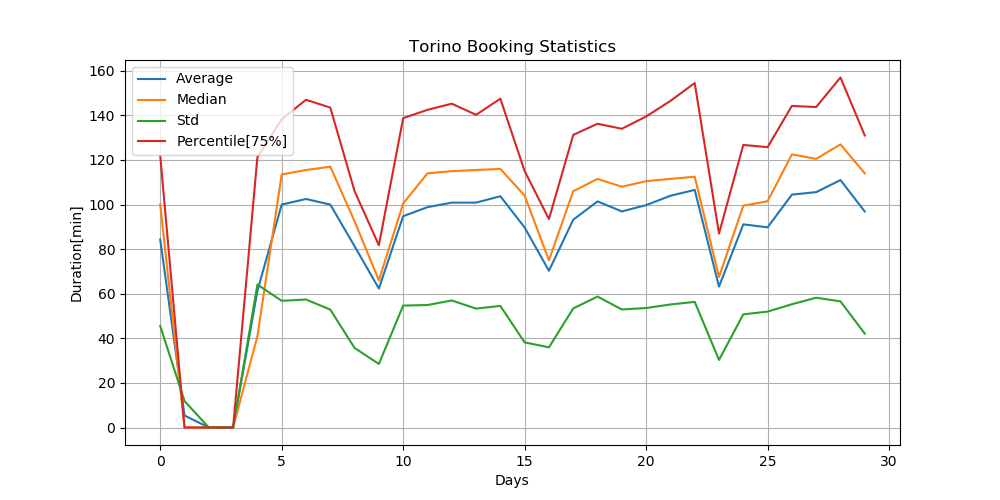 Torino Booking Statistics
160
140
120
100
80
60
40
20
0
Duration[min]
Average
Median
Std
Percentile[75%]
0 5 10 15 20 25 30
Days